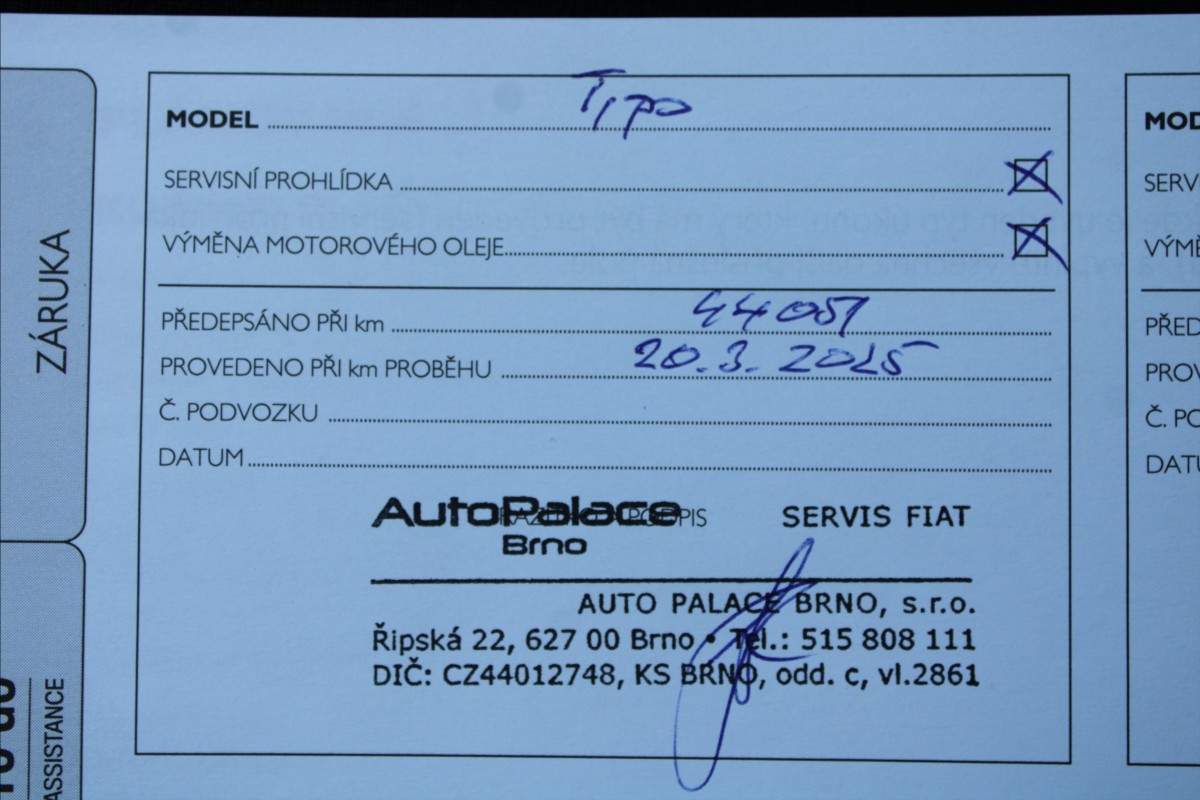 MODEL Tipo
SERVISNÍ PROHLÍDKA
VÝMĚNA MOTOROVÉHO OLEJE
PŘEDEPSÁNO PŘI km 44051
PROVEDENO PŘI km PROBĚHU 20.3.2025
Č. PODVOZKU
DATUM
AutoPalace SERVIS FIAT
Brno
AUTO PALACE BRNO, s.r.o.
Řipská 22, 627 00 Brno • Tel.: 515 808 111
DIČ: CZ44012748, KS BRNO, odd. c, vl.2861
ZÁRUKA
ASSISTANCE
MOD
SERV
VÝMĚ
PŘED
PROV
Č. PO
DATU